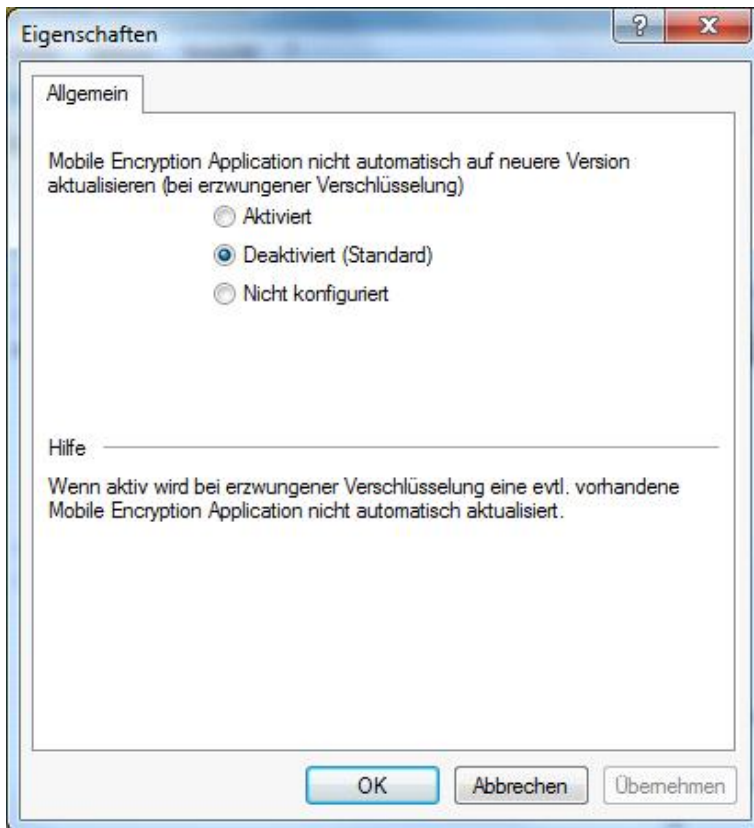 Eigenschaften
Allgemein
Mobile Encryption Application nicht automatisch auf neuere Version
aktualisieren (bei erzwungener Verschlüsselung)
Aktiviert
Deaktiviert (Standard)
Nicht konfiguriert
Hilfe
Wenn aktiv wird bei erzwungener Verschlüsselung eine evtl. vorhandene
Mobile Encryption Application nicht automatisch aktualisiert.
OK
Abbrechen
Übernehmen